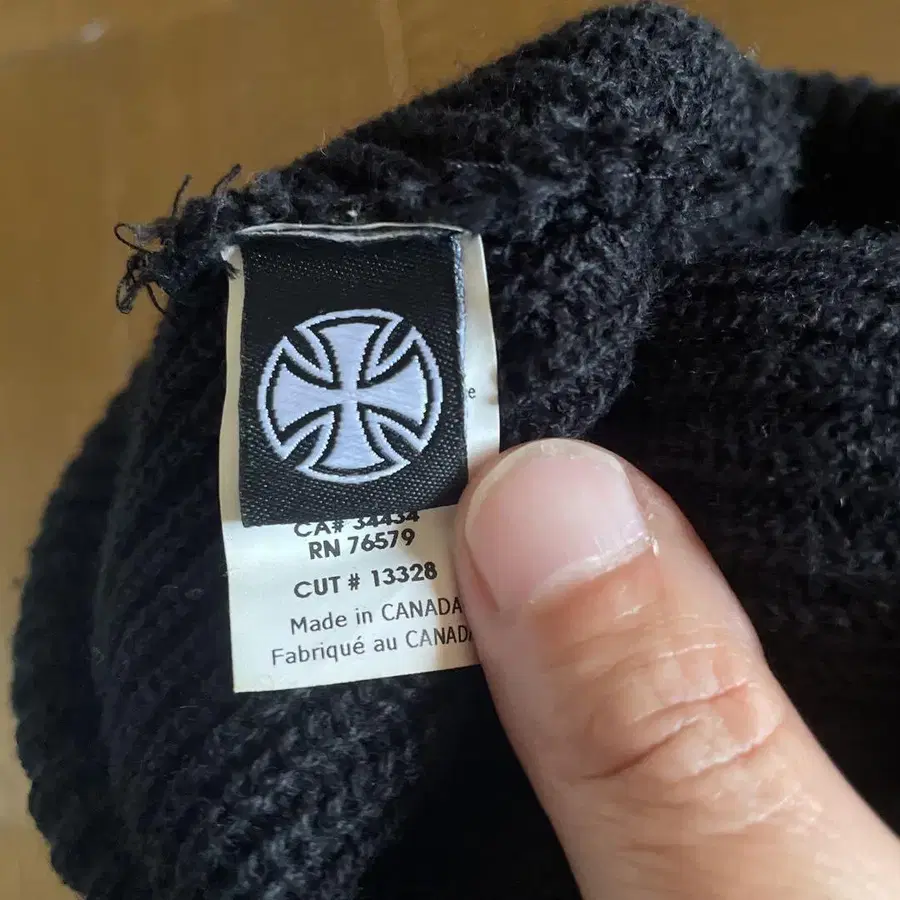 e
CA# 34434
RN 76579
CUT # 13328
Made in CANADA
Fabriqué au CANADA